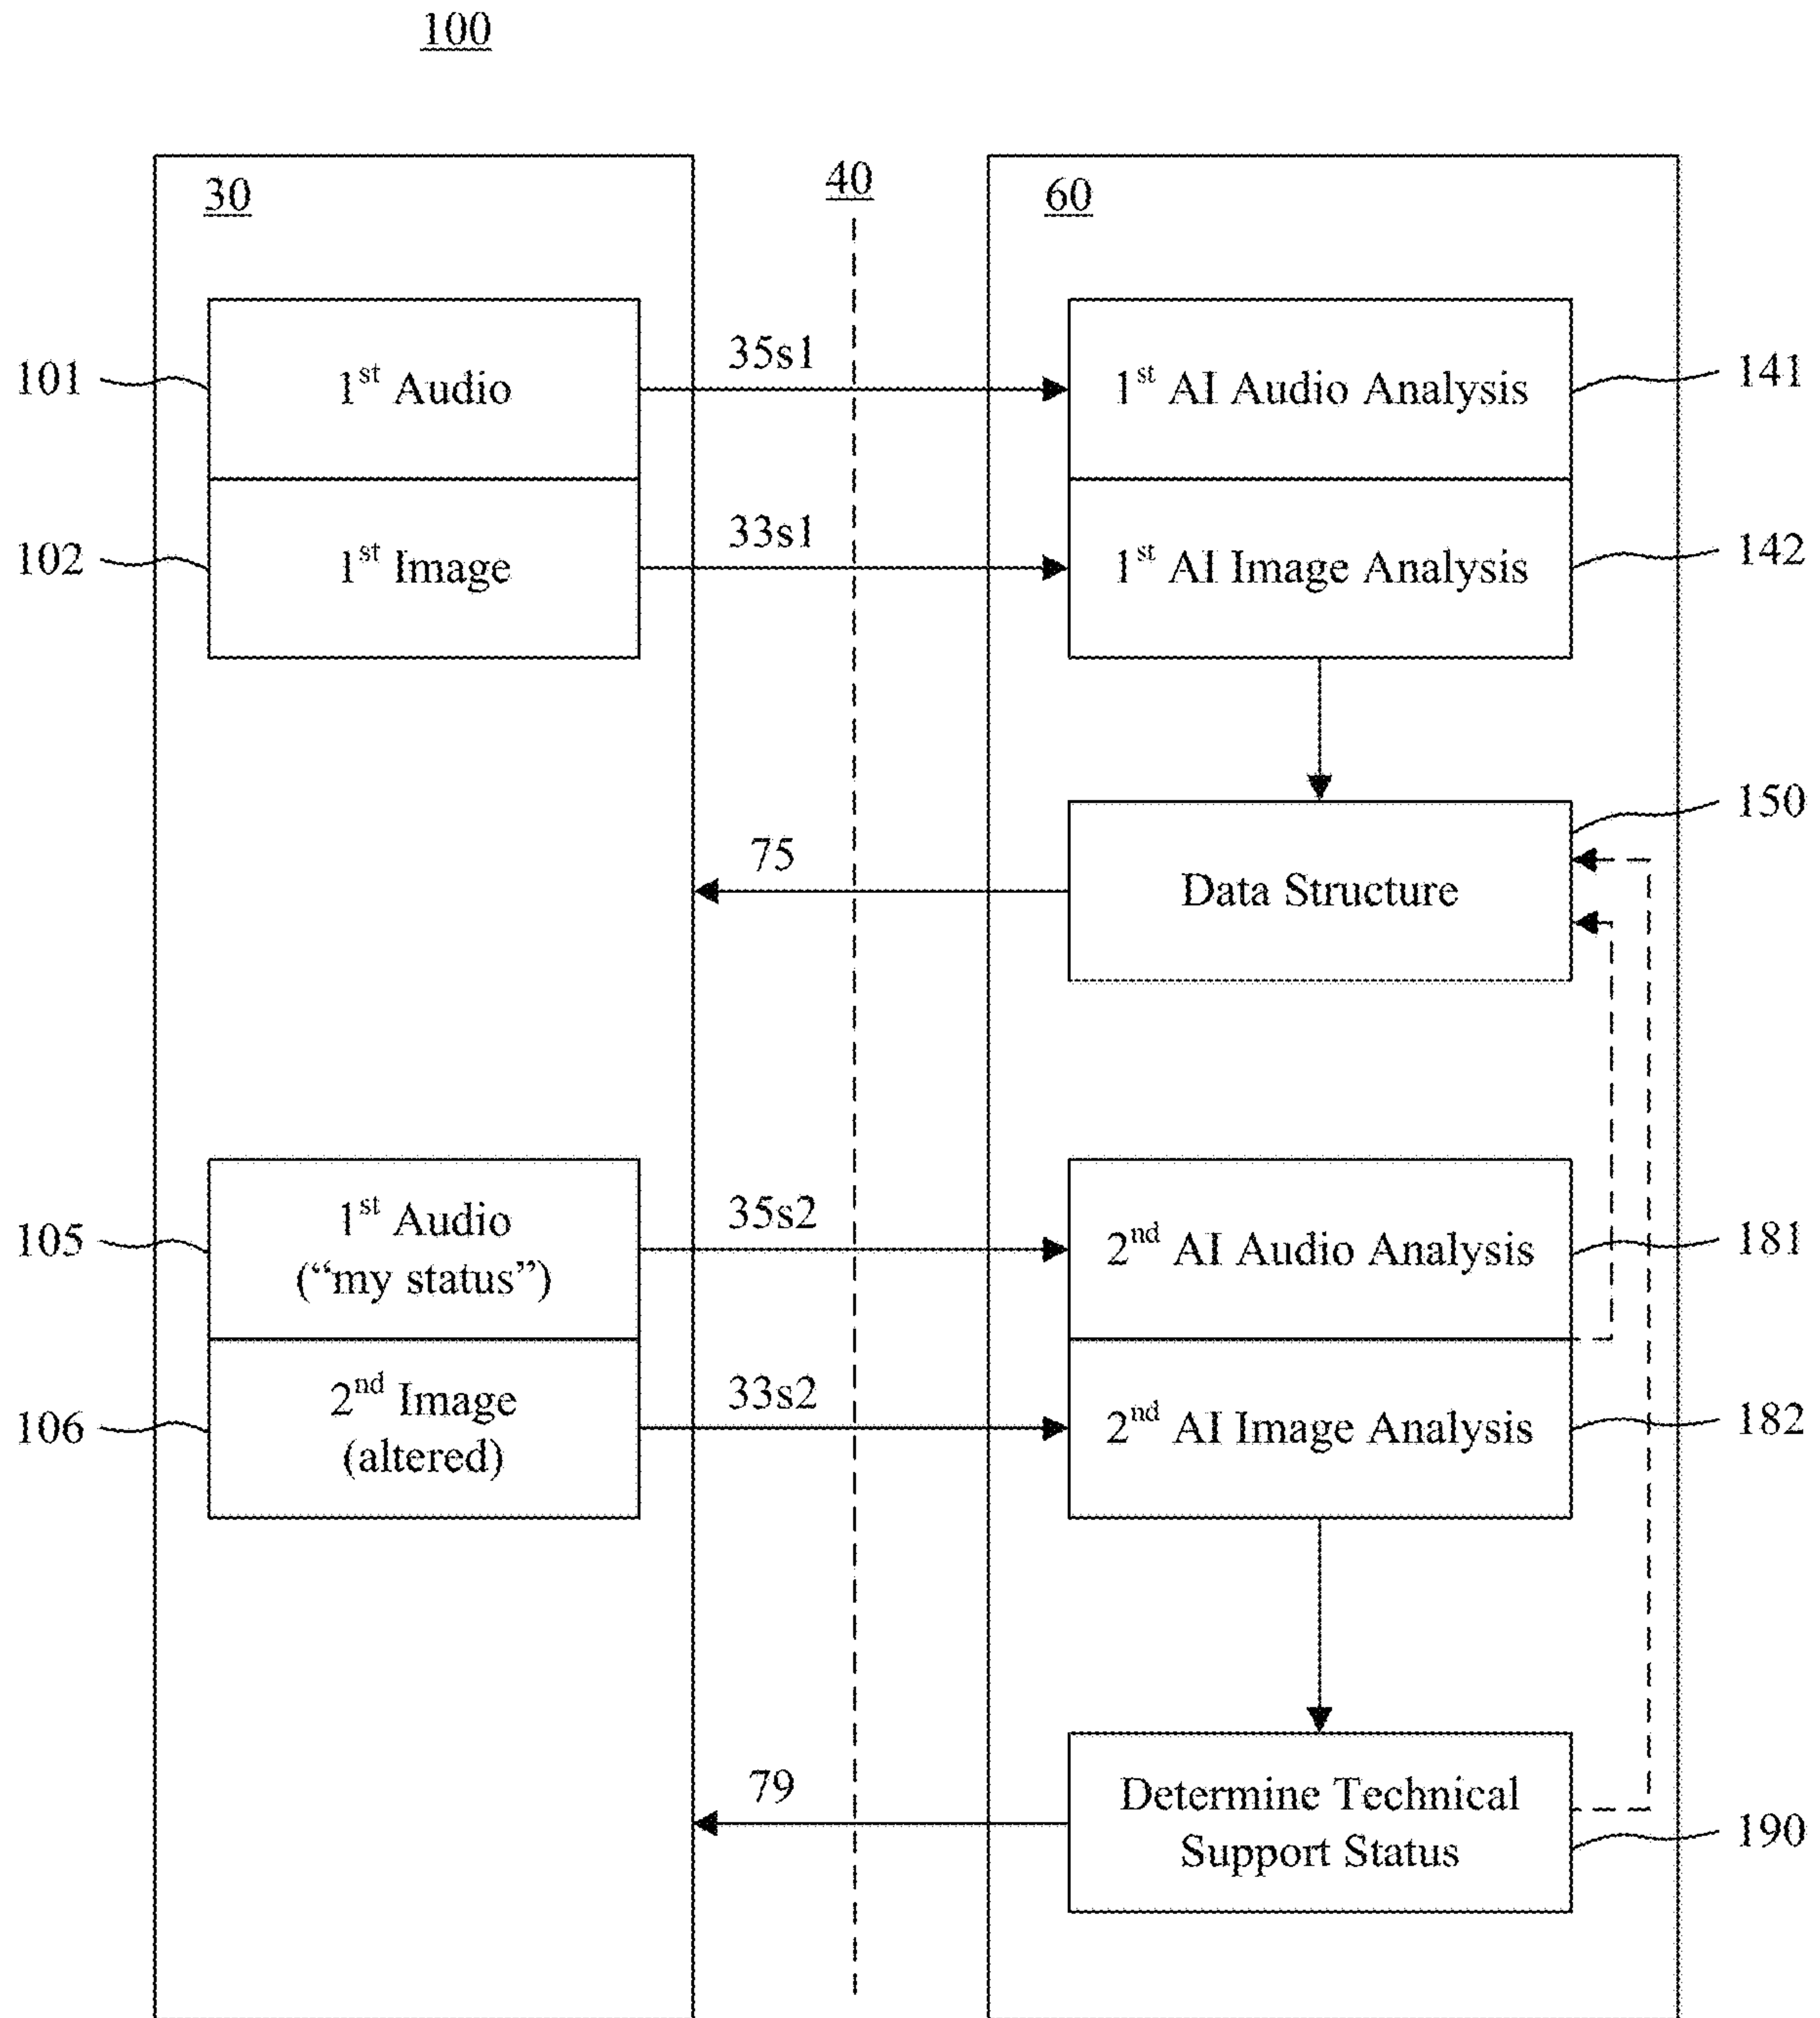 100
30
40
60
101
1st Audio
35s1
1st AI Audio Analysis
141
102
1st Image
33s1
1st AI Image Analysis
142
150
75
Data Structure
105
1st Audio
(“my status”)
35s2
2nd AI Audio Analysis
181
106
2nd Image
(altered)
33s2
2nd AI Image Analysis
182
79
Determine Technical
Support Status
190